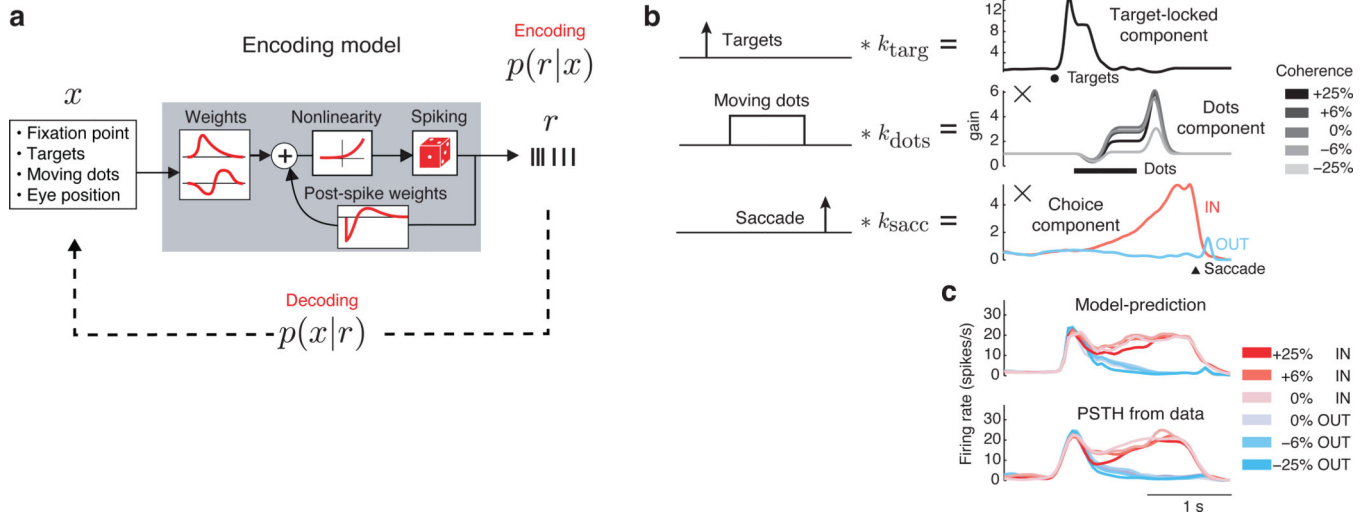 a
Encoding model
Encoding
p(r|x)
x
• Fixation point
• Targets
• Moving dots
• Eye position
Weights
Nonlinearity
Spiking
+
r
Post-spike weights
Decoding
p(x|r)
b
Targets
* k_targ =
12
8
4
0
Target-locked
component
Targets
Moving dots
* k_dots =
gain
6
4
2
×
Dots
component
Dots
Coherence
+25%
+6%
0%
−6%
−25%
Saccade
* k_sacc =
4
2
0
×
Choice
component
IN
OUT
Saccade
c
Model-prediction
Firing rate (spikes/s)
20
10
0
PSTH from data
20
10
0
1 s
+25% IN
+6% IN
0% IN
0% OUT
−6% OUT
−25% OUT